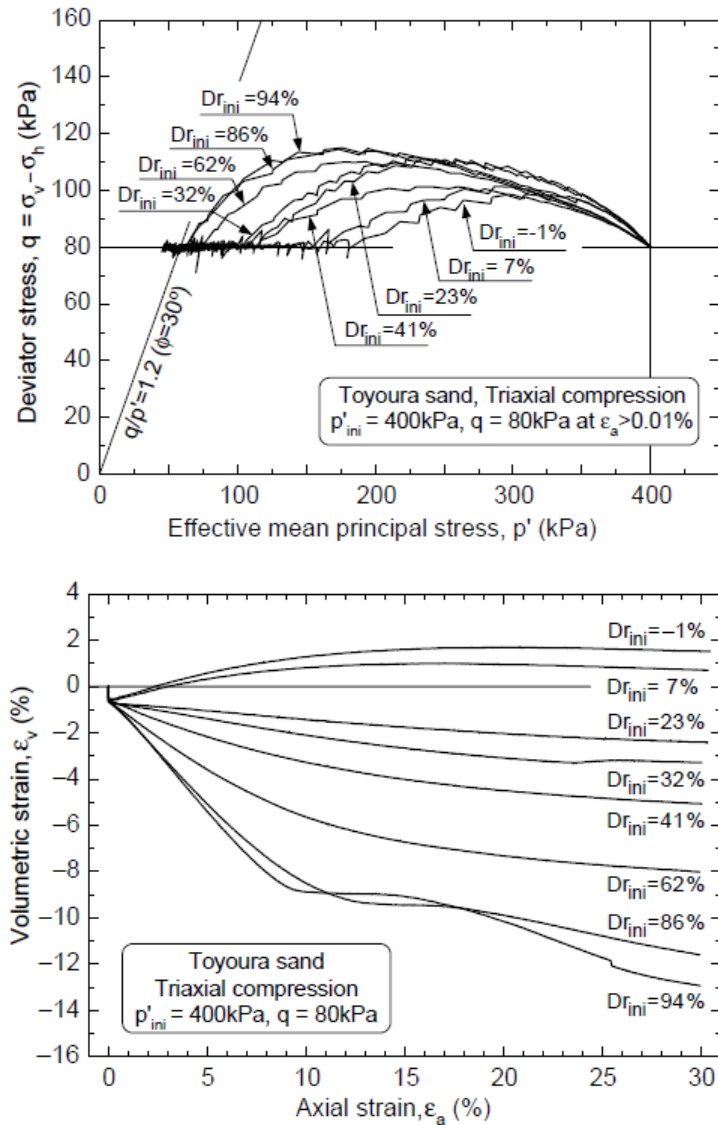 160
140
120
100
80
60
40
20
0
Deviator stress, q = σv−σh (kPa)
Dr_ini =94%
Dr_ini =86%
Dr_ini =62%
Dr_ini =32%
Dr_ini=-1%
Dr_ini= 7%
Dr_ini=23%
Dr_ini=41%
q/p'=1.2 (ϕ=30º)
Toyoura sand, Triaxial compression
p'_ini = 400kPa, q = 80kPa at ε_a>0.01%
0 100 200 300 400
Effective mean principal stress, p' (kPa)
4
2
0
−2
−4
−6
−8
−10
−12
−14
−16
Volumetric strain, ε_v (%)
Dr_ini=−1%
Dr_ini= 7%
Dr_ini=23%
Dr_ini=32%
Dr_ini=41%
Dr_ini=62%
Dr_ini=86%
Dr_ini=94%
Toyoura sand
Triaxial compression
p'_ini = 400kPa, q = 80kPa
0 5 10 15 20 25 30
Axial strain,ε_a (%)